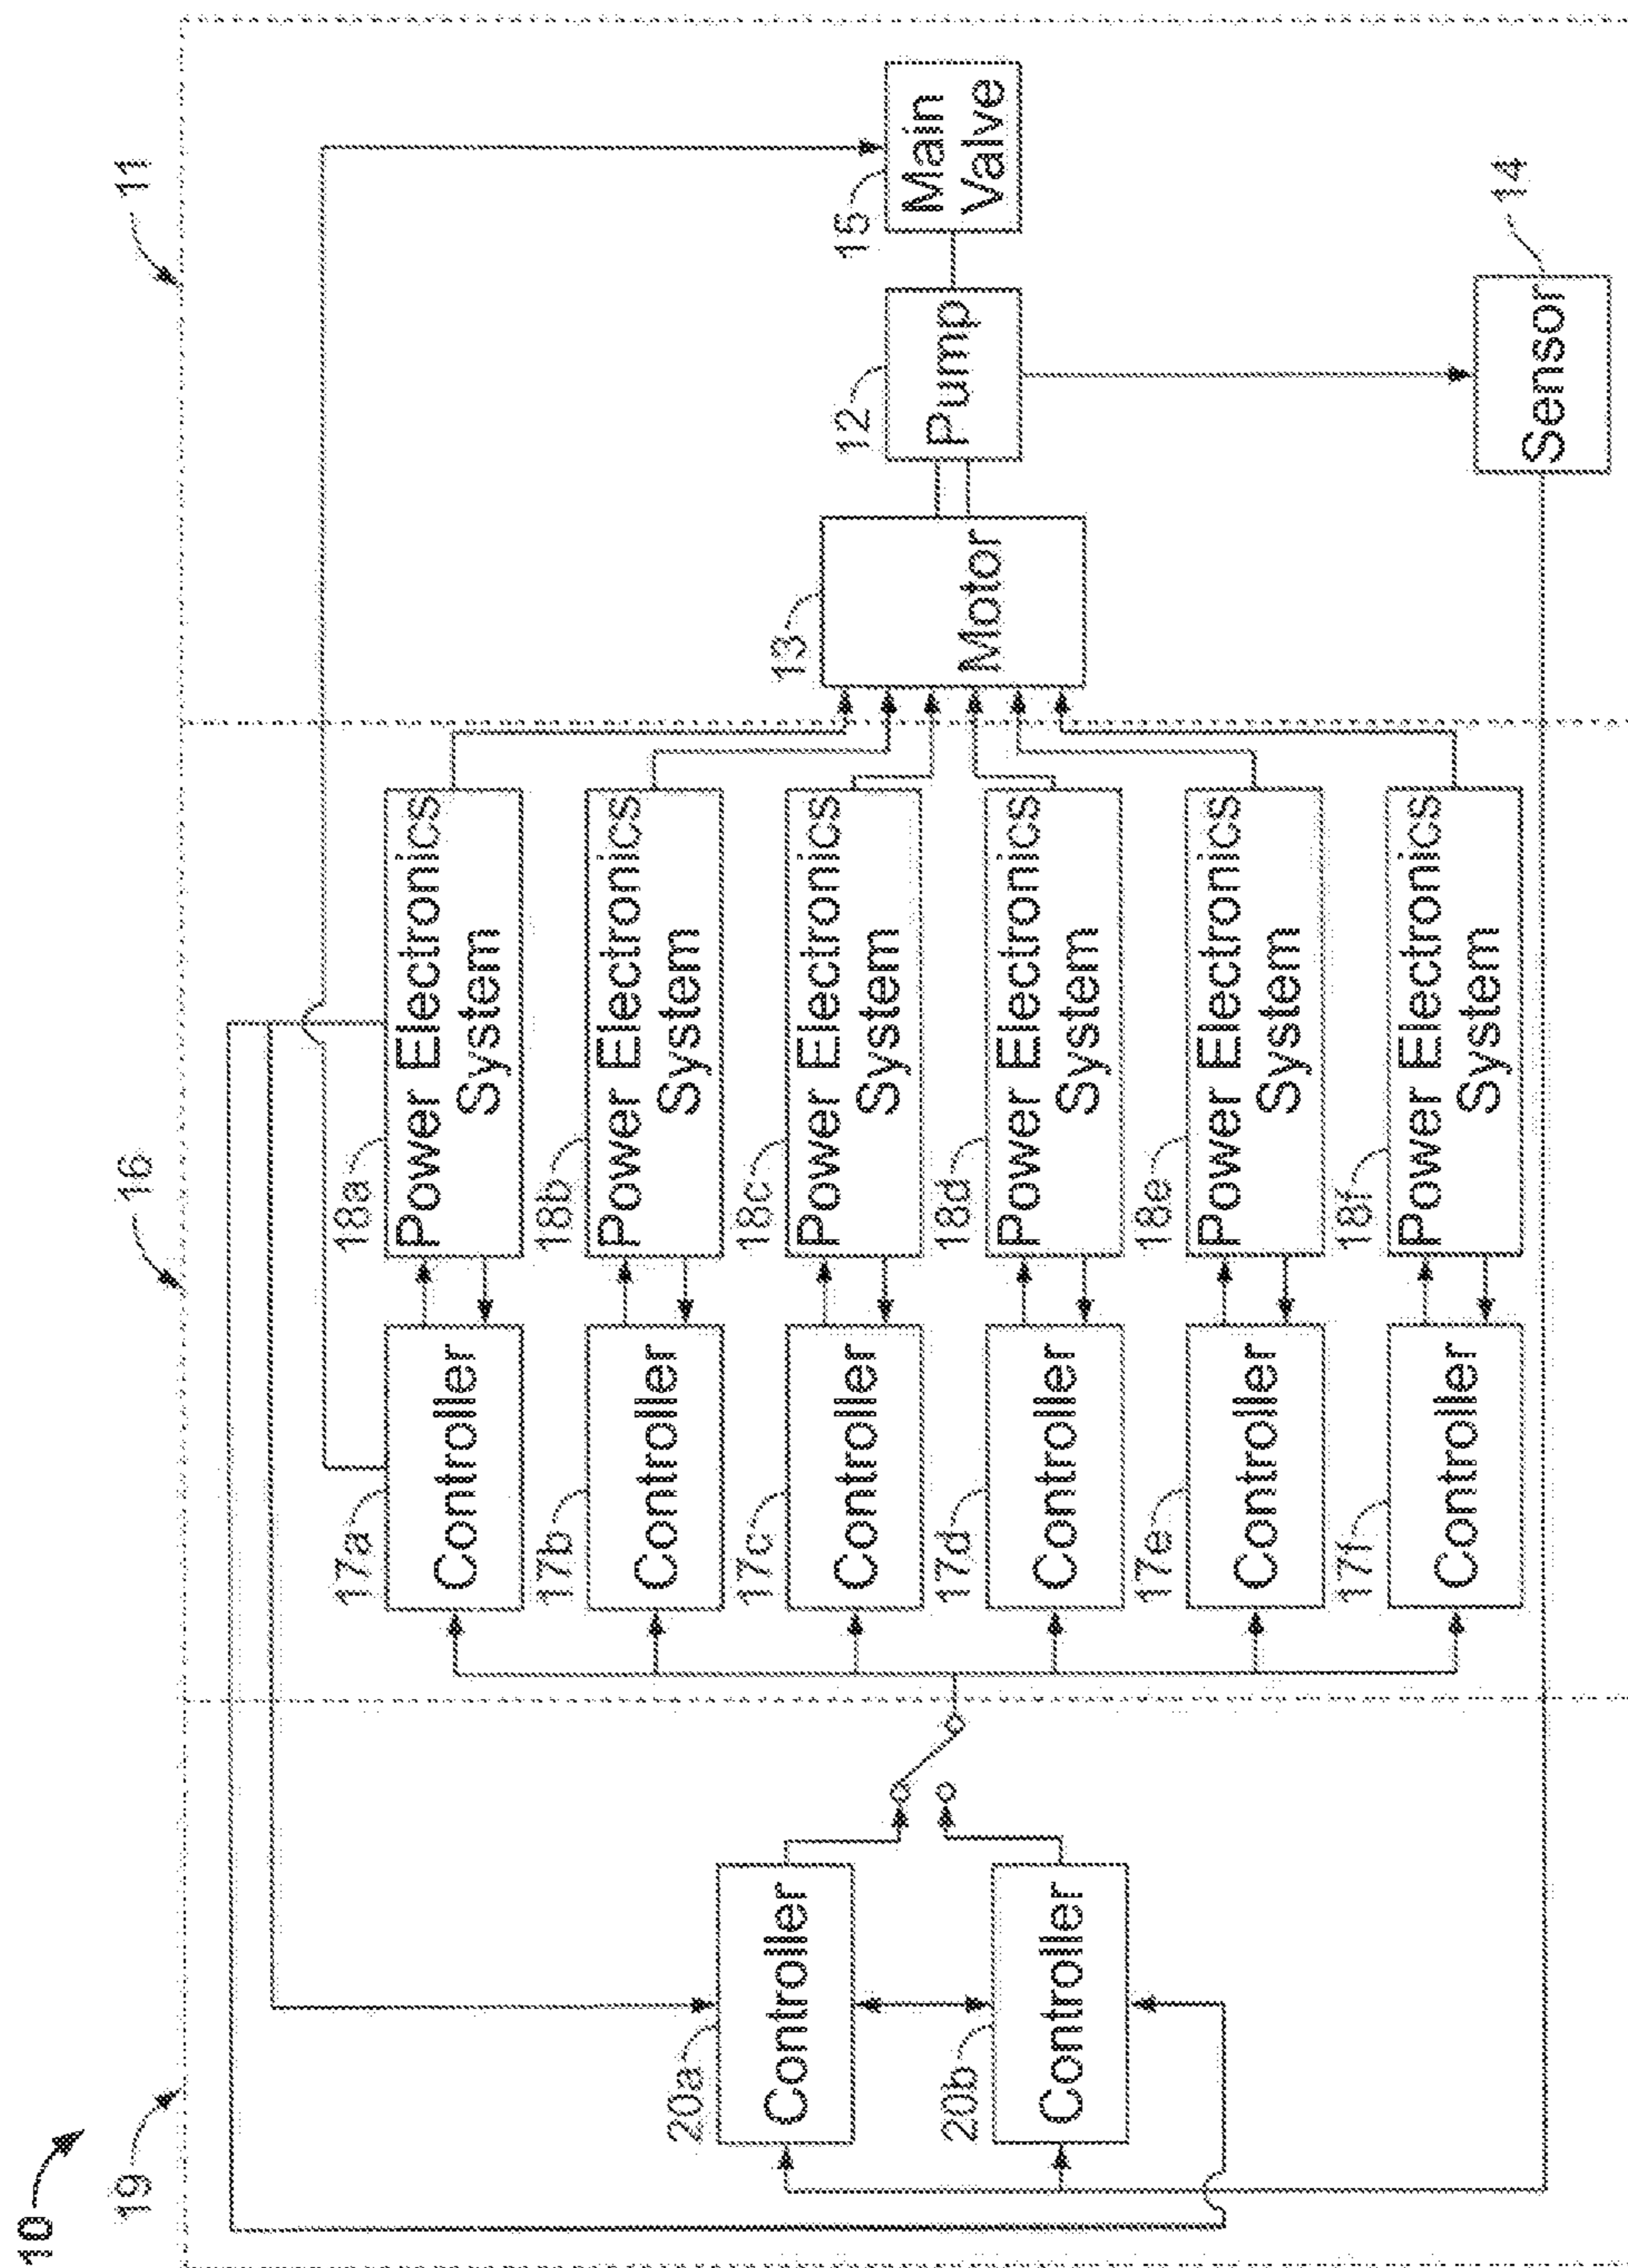 10
19
16
11
20a
Controller
20b
Controller
17a
Controller
17b
Controller
17c
Controller
17d
Controller
17e
Controller
17f
Controller
18a
Power Electronics
System
18b
Power Electronics
System
18c
Power Electronics
System
18d
Power Electronics
System
18e
Power Electronics
System
18f
Power Electronics
System
13
Motor
12
Pump
15
Main
Valve
14
Sensor